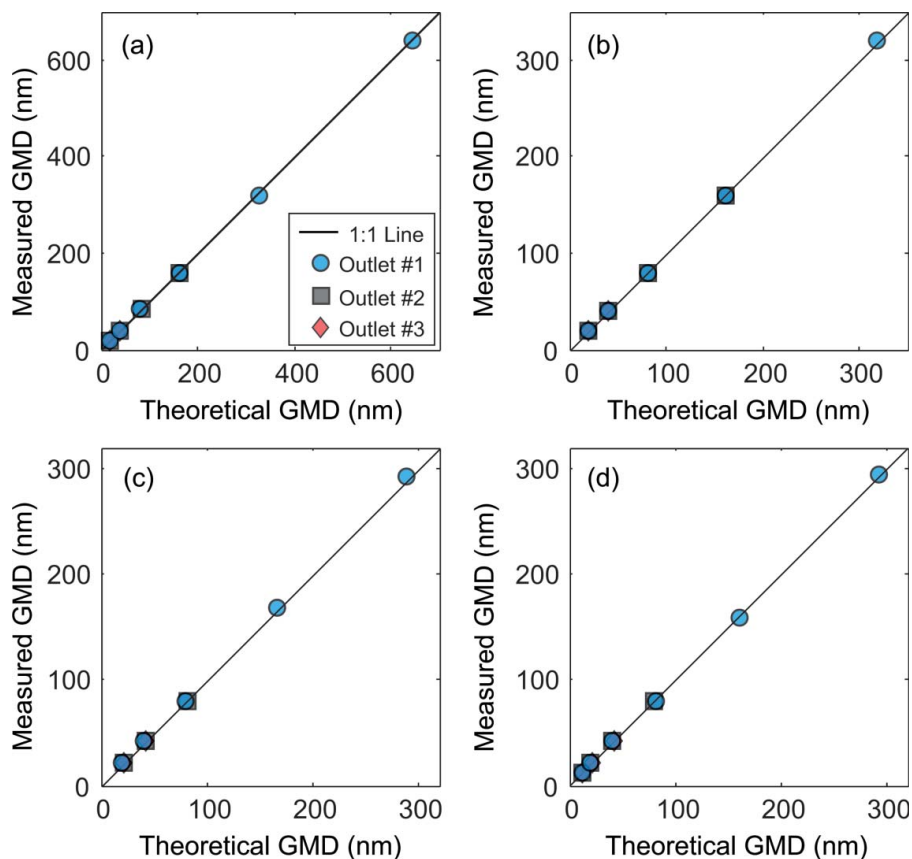 (a)
600
400
200
0
Measured GMD (nm)
1:1 Line
Outlet #1
Outlet #2
Outlet #3
0 200 400 600
Theoretical GMD (nm)
(b)
300
200
100
0
Measured GMD (nm)
0 100 200 300
Theoretical GMD (nm)
(c)
300
200
100
0
Measured GMD (nm)
0 100 200 300
Theoretical GMD (nm)
(d)
300
200
100
0
Measured GMD (nm)
0 100 200 300
Theoretical GMD (nm)